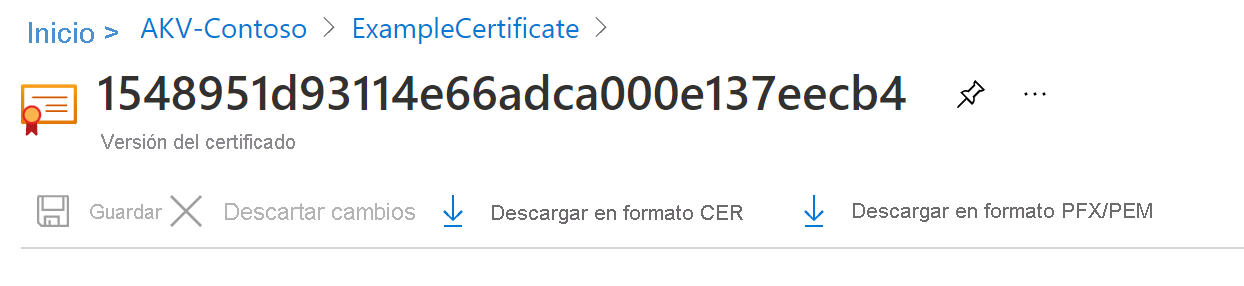 Inicio > AKV-Contoso > ExampleCertificate >
1548951d93114e66adca000e137eecb4 ...
Versión del certificado
Guardar Descartar cambios Descargar en formato CER Descargar en formato PFX/PEM